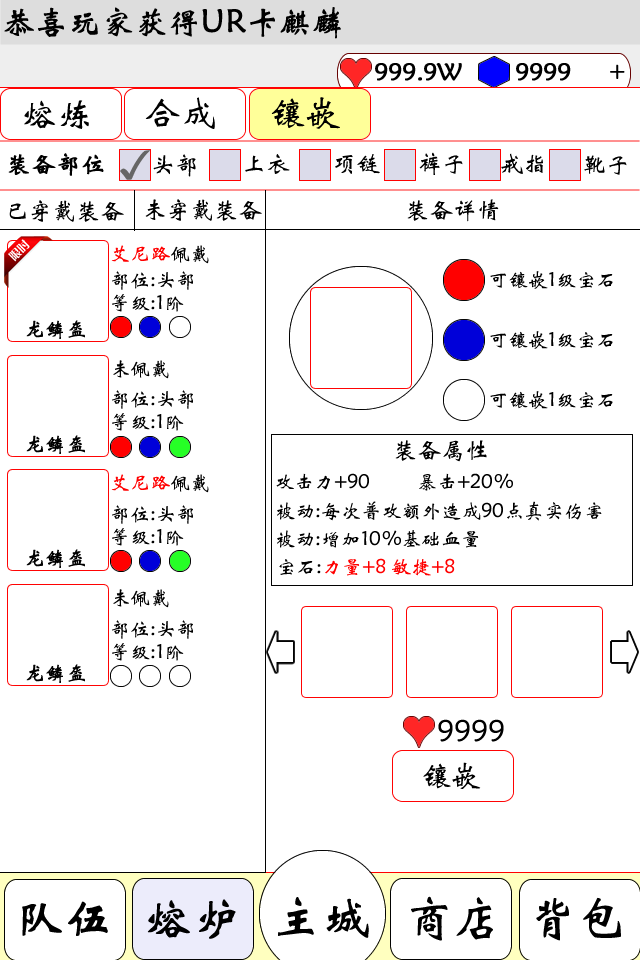 恭喜玩家获得UR卡麒麟
999.9W 9999 +
熔炼 合成 镶嵌
装备部位 头部 上衣 项链 裤子 戒指 靴子
已穿戴装备 未穿戴装备 装备详情
限时
艾尼路佩戴
部位:头部
等级:1阶
龙鳞盔
未佩戴
部位:头部
等级:1阶
龙鳞盔
艾尼路佩戴
部位:头部
等级:1阶
龙鳞盔
未佩戴
部位:头部
等级:1阶
龙鳞盔
可镶嵌1级宝石
可镶嵌1级宝石
可镶嵌1级宝石
装备属性
攻击力+90 暴击+20%
被动:每次普攻额外造成90点真实伤害
被动:增加10%基础血量
宝石:力量+8 敏捷+8
9999
镶嵌
队伍 熔炉 主城 商店 背包